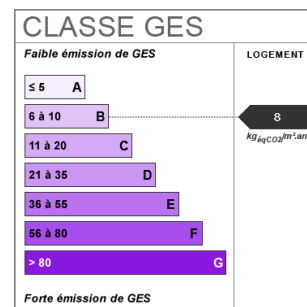 CLASSE GES
Faible émission de GES
LOGEMENT
≤ 5 A
6 à 10 B
8
kgéqCO2/m².an
11 à 20 C
21 à 35 D
36 à 55 E
56 à 80 F
> 80 G
Forte émission de GES